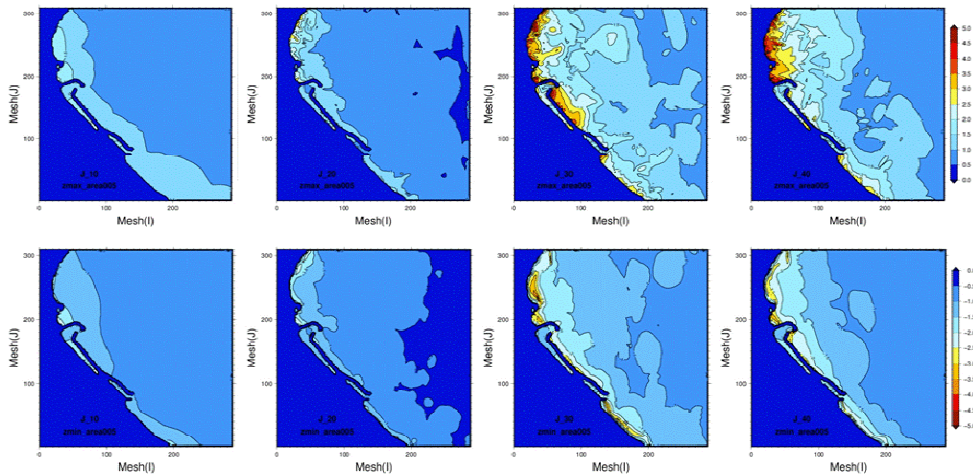 300
200
100
0 100 200
Mesh(J)
Mesh(I)
J_10
zmax_area005
300
200
100
0 100 200
Mesh(J)
Mesh(I)
J_20
zmax_area005
300
200
100
0 100 200
Mesh(J)
Mesh(I)
J_30
zmax_area005
300
200
100
0 100 200
Mesh(J)
Mesh(I)
J_40
zmax_area005
5.0
4.5
4.0
3.5
3.0
2.5
2.0
1.5
1.0
0.5
0.0
300
200
100
0 100 200
Mesh(J)
Mesh(I)
J_10
zmin_area005
300
200
100
0 100 200
Mesh(J)
Mesh(I)
J_20
zmin_area005
300
200
100
0 100 200
Mesh(J)
Mesh(I)
J_30
zmin_area005
300
200
100
0 100 200
Mesh(J)
Mesh(I)
J_40
zmin_area005